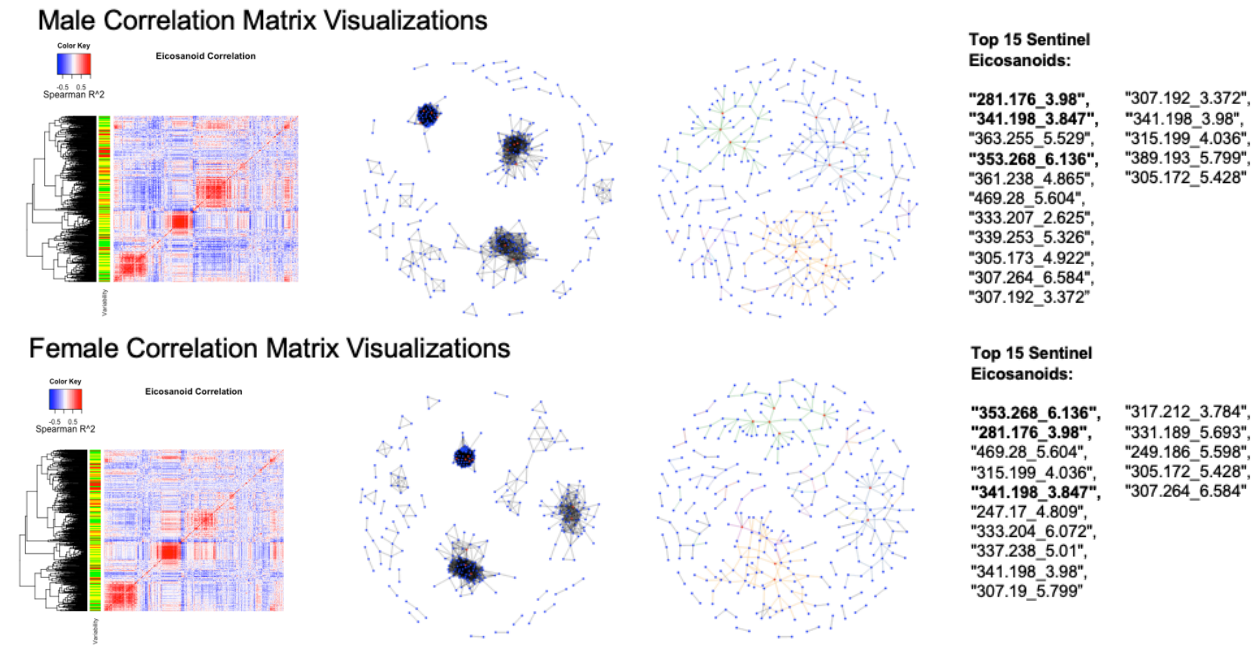 Male Correlation Matrix Visualizations
Color Key
-0.5 0.5
Spearman R^2
Eicosanoid Correlation
Variability
Top 15 Sentinel
Eicosanoids:
"281.176_3.98",
"341.198_3.847",
"363.255_5.529",
"353.268_6.136",
"361.238_4.865",
"469.28_5.604",
"333.207_2.625",
"339.253_5.326",
"305.173_4.922",
"307.264_6.584",
"307.192_3.372"
"307.192_3.372",
"341.198_3.98",
"315.199_4.036",
"389.193_5.799",
"305.172_5.428"
Female Correlation Matrix Visualizations
Color Key
-0.5 0.5
Spearman R^2
Eicosanoid Correlation
Variability
Top 15 Sentinel
Eicosanoids:
"353.268_6.136",
"281.176_3.98",
"469.28_5.604",
"315.199_4.036",
"341.198_3.847",
"247.17_4.809",
"333.204_6.072",
"337.238_5.01",
"341.198_3.98",
"307.19_5.799"
"317.212_3.784",
"331.189_5.693",
"249.186_5.598",
"305.172_5.428",
"307.264_6.584"